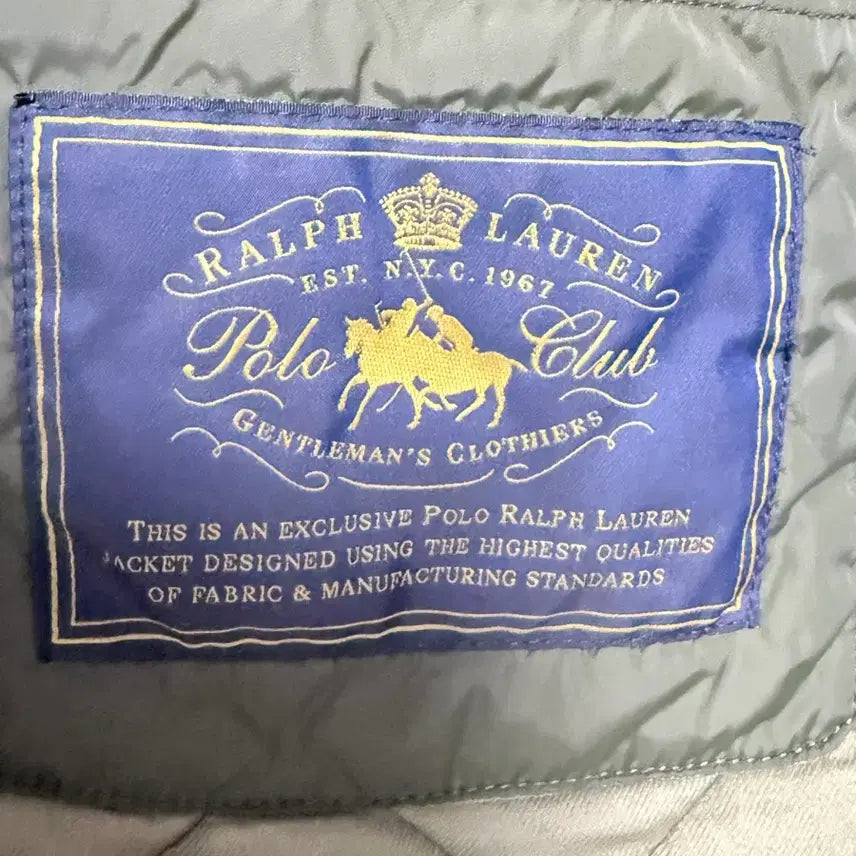 RALPH LAUREN
EST. N.Y.C. 1967
Polo Club
GENTLEMAN'S CLOTHIERS
THIS IS AN EXCLUSIVE POLO RALPH LAUREN
JACKET DESIGNED USING THE HIGHEST QUALITIES
OF FABRIC & MANUFACTURING STANDARDS